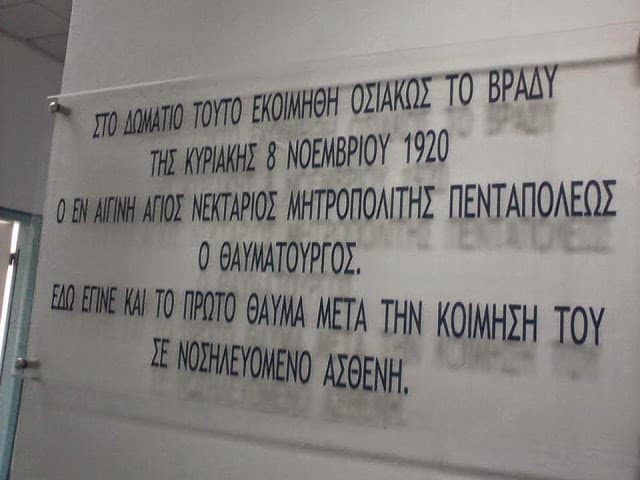 ΣΤΟ ΔΩΜΑΤΙΟ ΤΟΥΤΟ ΕΚΟΙΜΗΘΗ ΟΣΙΑΚΩΣ ΤΟ ΒΡΑΔΥ
ΤΗΣ ΚΥΡΙΑΚΗΣ 8 ΝΟΕΜΒΡΙΟΥ 1920
Ο ΕΝ ΑΙΓΙΝΗ ΑΓΙΟΣ ΝΕΚΤΑΡΙΟΣ ΜΗΤΡΟΠΟΛΙΤΗΣ ΠΕΝΤΑΠΟΛΕΩΣ
Ο ΘΑΥΜΑΤΟΥΡΓΟΣ.
ΕΔΩ ΕΓΙΝΕ ΚΑΙ ΤΟ ΠΡΩΤΟ ΘΑΥΜΑ ΜΕΤΑ ΤΗΝ ΚΟΙΜΗΣΗ ΤΟΥ
ΣΕ ΝΟΣΗΛΕΥΟΜΕΝΟ ΑΣΘΕΝΗ.